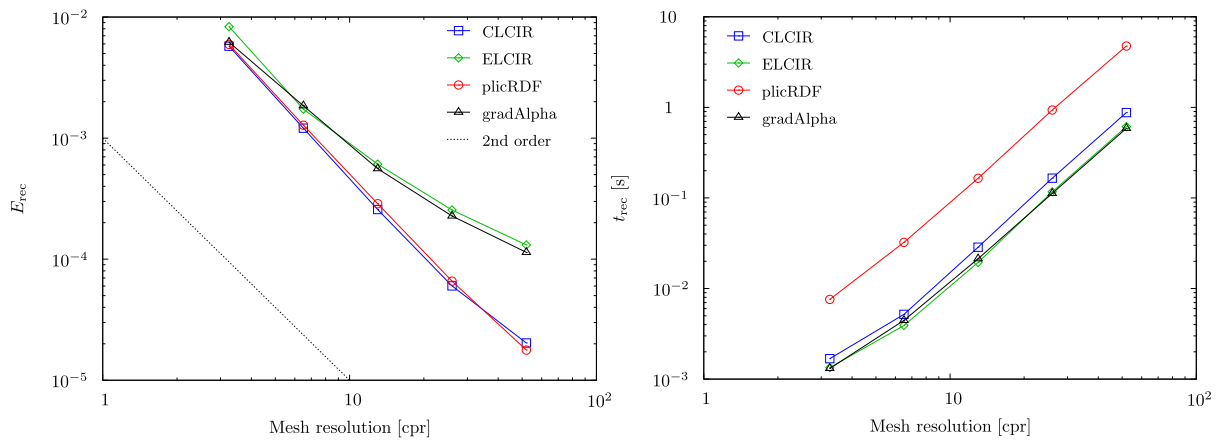 10^-2
10^-3
10^-4
10^-5
E_rec
1
10
10^2
Mesh resolution [cpr]
CLCIR
ELCIR
plicRDF
gradAlpha
2nd order
10
1
10^-1
10^-2
10^-3
t_rec [s]
1
10
10^2
Mesh resolution [cpr]
CLCIR
ELCIR
plicRDF
gradAlpha